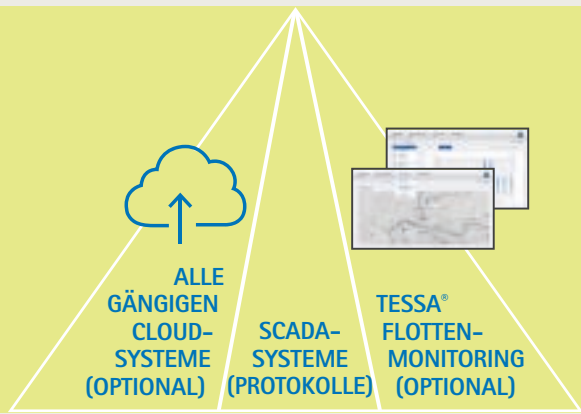 ALLE
GÄNGIGEN
CLOUD-
SYSTEME
(OPTIONAL)
SCADA-
SYSTEME
(PROTOKOLLE)
TESSA®
FLOTTEN-
MONITORING
(OPTIONAL)